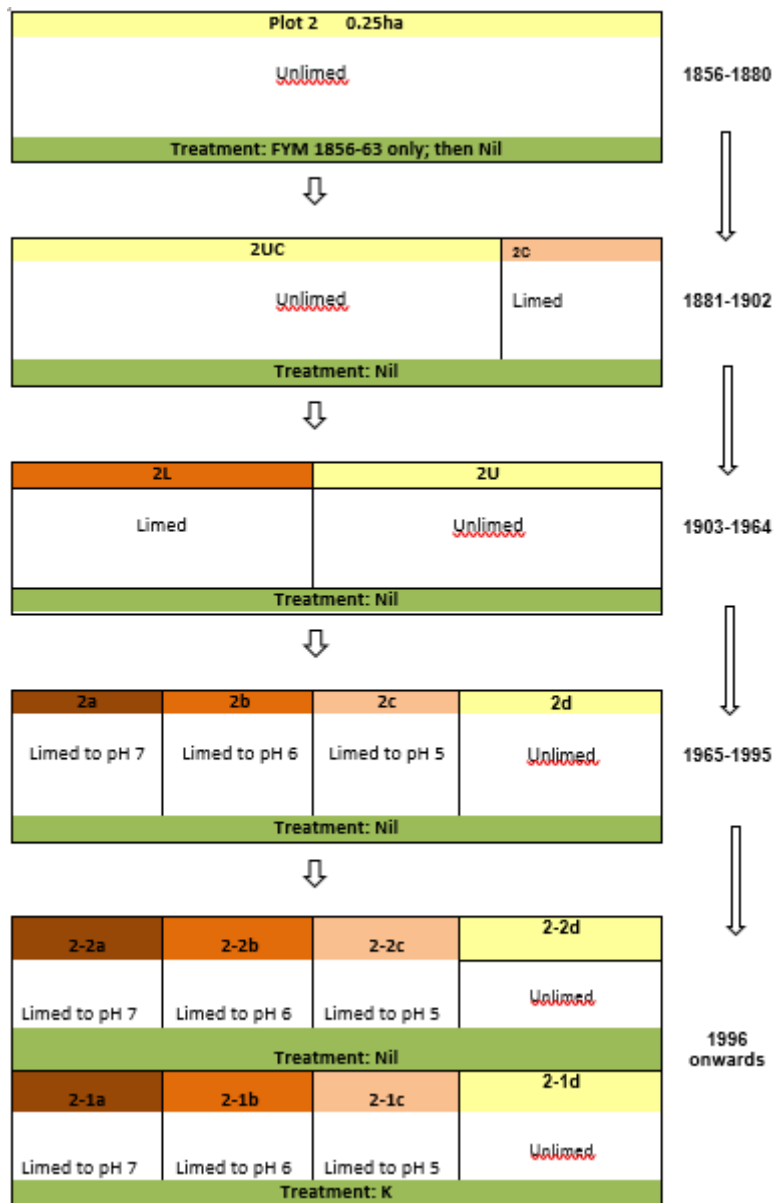 Plot 2 0.25ha
Unlimed
1856-1880
Treatment: FYM 1856-63 only; then Nil
2UC 2C
Unlimed Limed
1881-1902
Treatment: Nil
2L 2U
Limed Unlimed
1903-1964
Treatment: Nil
2a 2b 2c 2d
Limed to pH 7 Limed to pH 6 Limed to pH 5 Unlimed
1965-1995
Treatment: Nil
2-2a 2-2b 2-2c 2-2d
Limed to pH 7 Limed to pH 6 Limed to pH 5 Unlimed
1996
onwards
Treatment: Nil
2-1a 2-1b 2-1c 2-1d
Limed to pH 7 Limed to pH 6 Limed to pH 5 Unlimed
Treatment: K